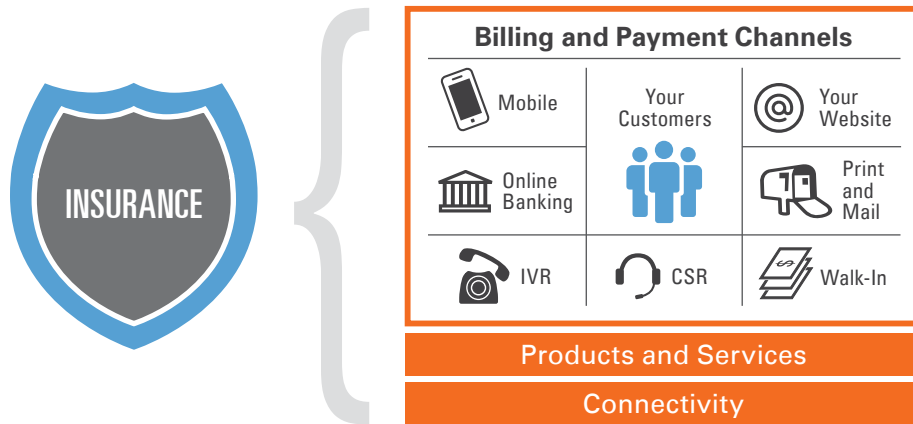 INSURANCE
Billing and Payment Channels
Mobile
Your
Customers
Your
Website
Online
Banking
Print
and
Mail
IVR
CSR
$
Walk-In
Products and Services
Connectivity